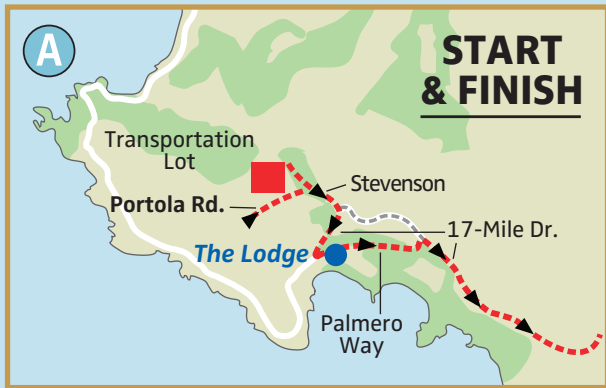 A
START
& FINISH
Transportation
Lot
Stevenson
Portola Rd.
17-Mile Dr.
The Lodge
Palmero
Way